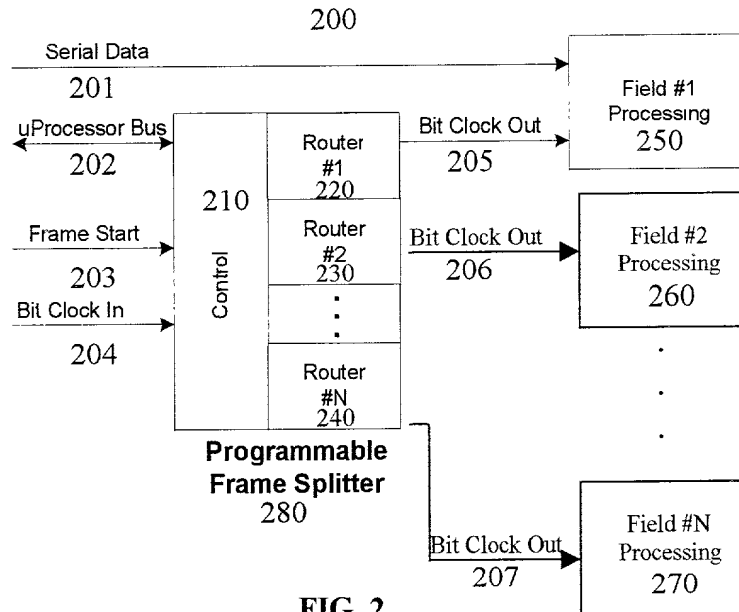 200
Serial Data
201
uProcessor Bus
202
Frame Start
203
Bit Clock In
204
210
Control
Router
#1
220
Router
#2
230
Router
#N
240
Programmable
Frame Splitter
280
Bit Clock Out
205
Bit Clock Out
206
Bit Clock Out
207
Field #1
Processing
250
Field #2
Processing
260
Field #N
Processing
270
FIG. 2